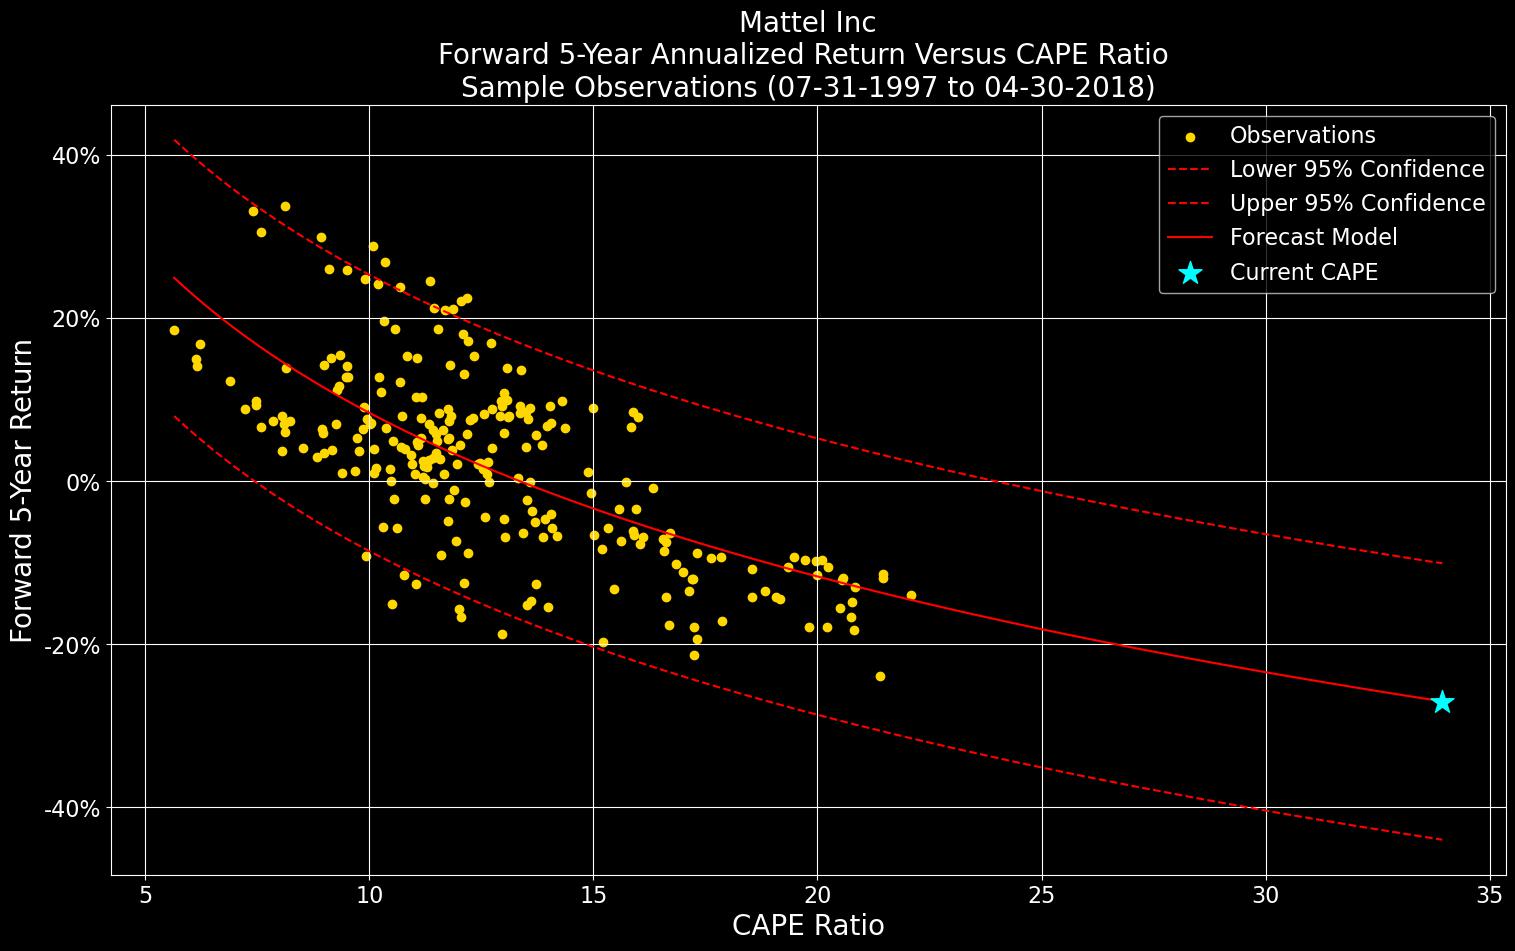 Mattel Inc
Forward 5-Year Annualized Return Versus CAPE Ratio
Sample Observations (07-31-1997 to 04-30-2018)
Observations
Lower 95% Confidence
Upper 95% Confidence
Forecast Model
Current CAPE
Forward 5-Year Return
40%
20%
0%
-20%
-40%
5 10 15 20 25 30 35
CAPE Ratio